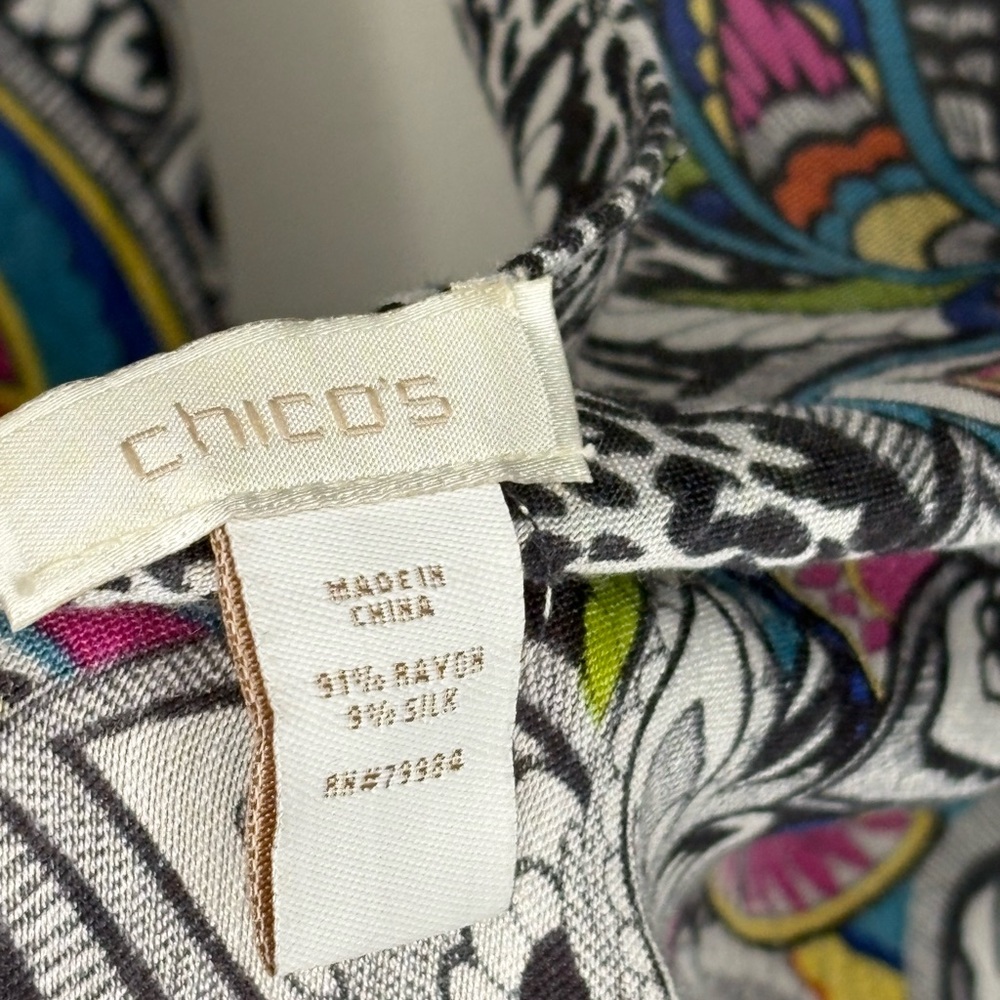 chico's
MADE IN
CHINA
91% RAYON
9% SILK
RN#79984